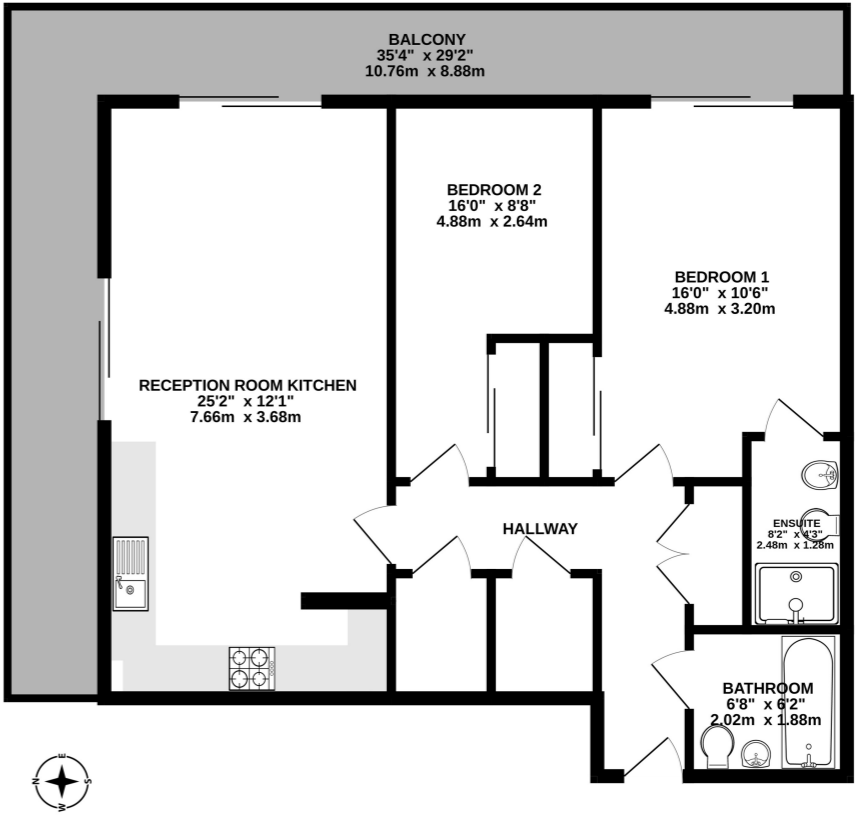 BALCONY
35'4" x 29'2"
10.76m x 8.88m
BEDROOM 2
16'0" x 8'8"
4.88m x 2.64m
BEDROOM 1
16'0" x 10'6"
4.88m x 3.20m
RECEPTION ROOM KITCHEN
25'2" x 12'1"
7.66m x 3.68m
HALLWAY
ENSUITE
8'2" x 4'3"
2.48m x 1.28m
BATHROOM
6'8" x 6'2"
2.02m x 1.88m
E
N
S
W